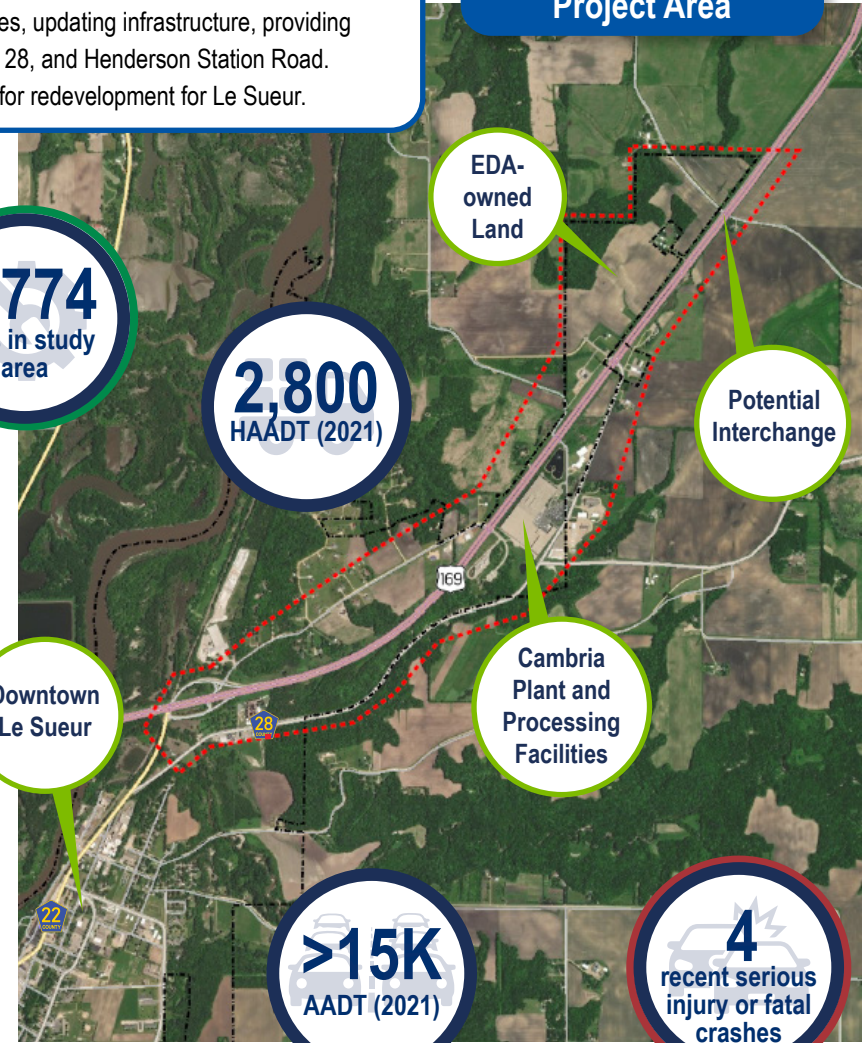 Project Area
es, updating infrastructure, providing
28, and Henderson Station Road.
for redevelopment for Le Sueur.
EDA-
owned
Land
774
in study
area
2,800
HAADT (2021)
Potential
Interchange
169
Cambria
Plant and
Processing
Facilities
Downtown
Le Sueur
28
COUNTY
22
COUNTY
>15K
AADT (2021)
4
recent serious
injury or fatal
crashes